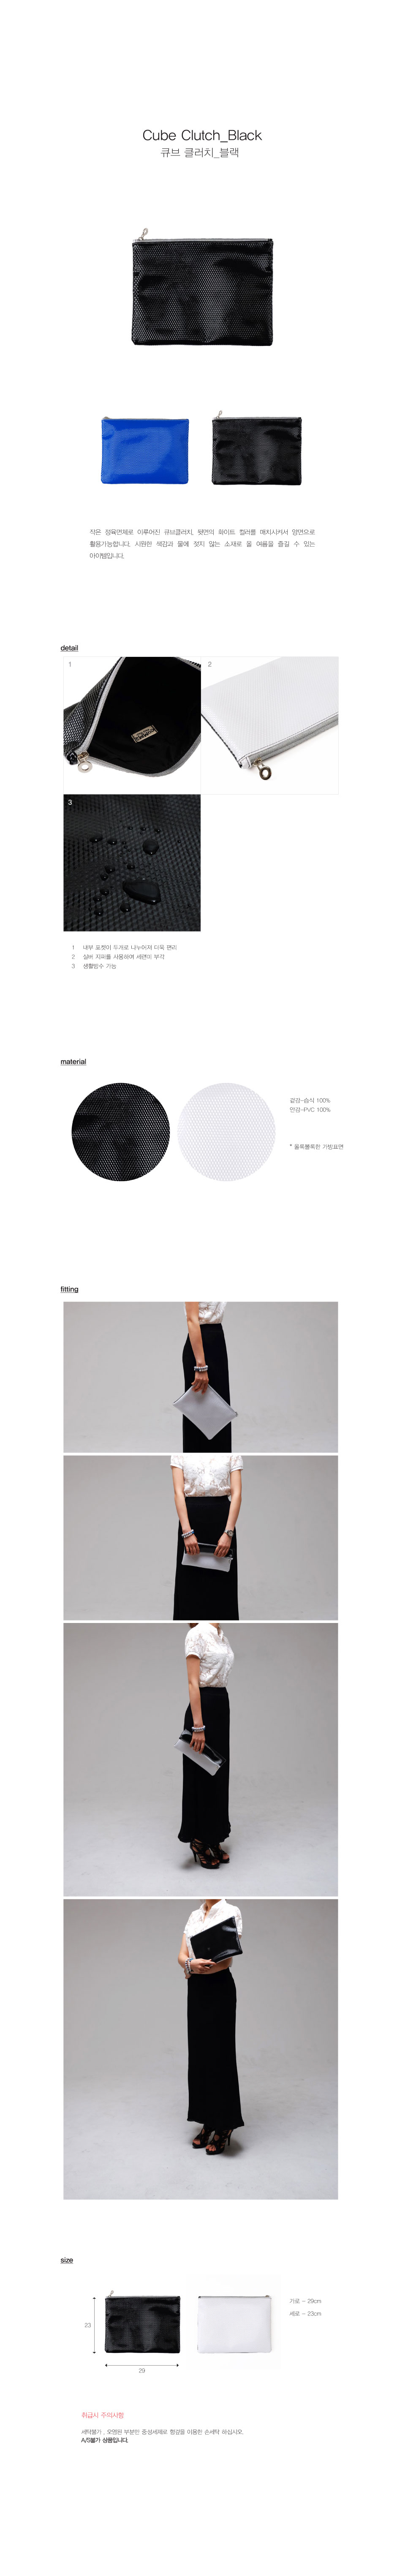 Cube Clutch_Black
큐브 클러치_블랙
작은 정육면체로 이루어진 큐브클러치, 뒷면의 화이트 컬러를 매치시켜서 양면으로
활용가능합니다. 시원한 색감과 물에 젖지 않는 소재로 올 여름을 즐길 수 있는
아이템입니다.
detail
1
2
3
1 내부 포켓이 두개로 나누어져 더욱 편리
2 실버 지퍼를 사용하여 세련미 부각
3 생활방수 가능
material
겉감-습식 100%
안감-PVC 100%
* 올록볼록한 가방표면
fitting
size
23
29
가로 - 29cm
세로 - 23cm
취급시 주의사항
세탁불가 , 오염된 부분만 중성세제로 헝겊을 이용한 손세탁 하십시오.
A/S불가 상품입니다.